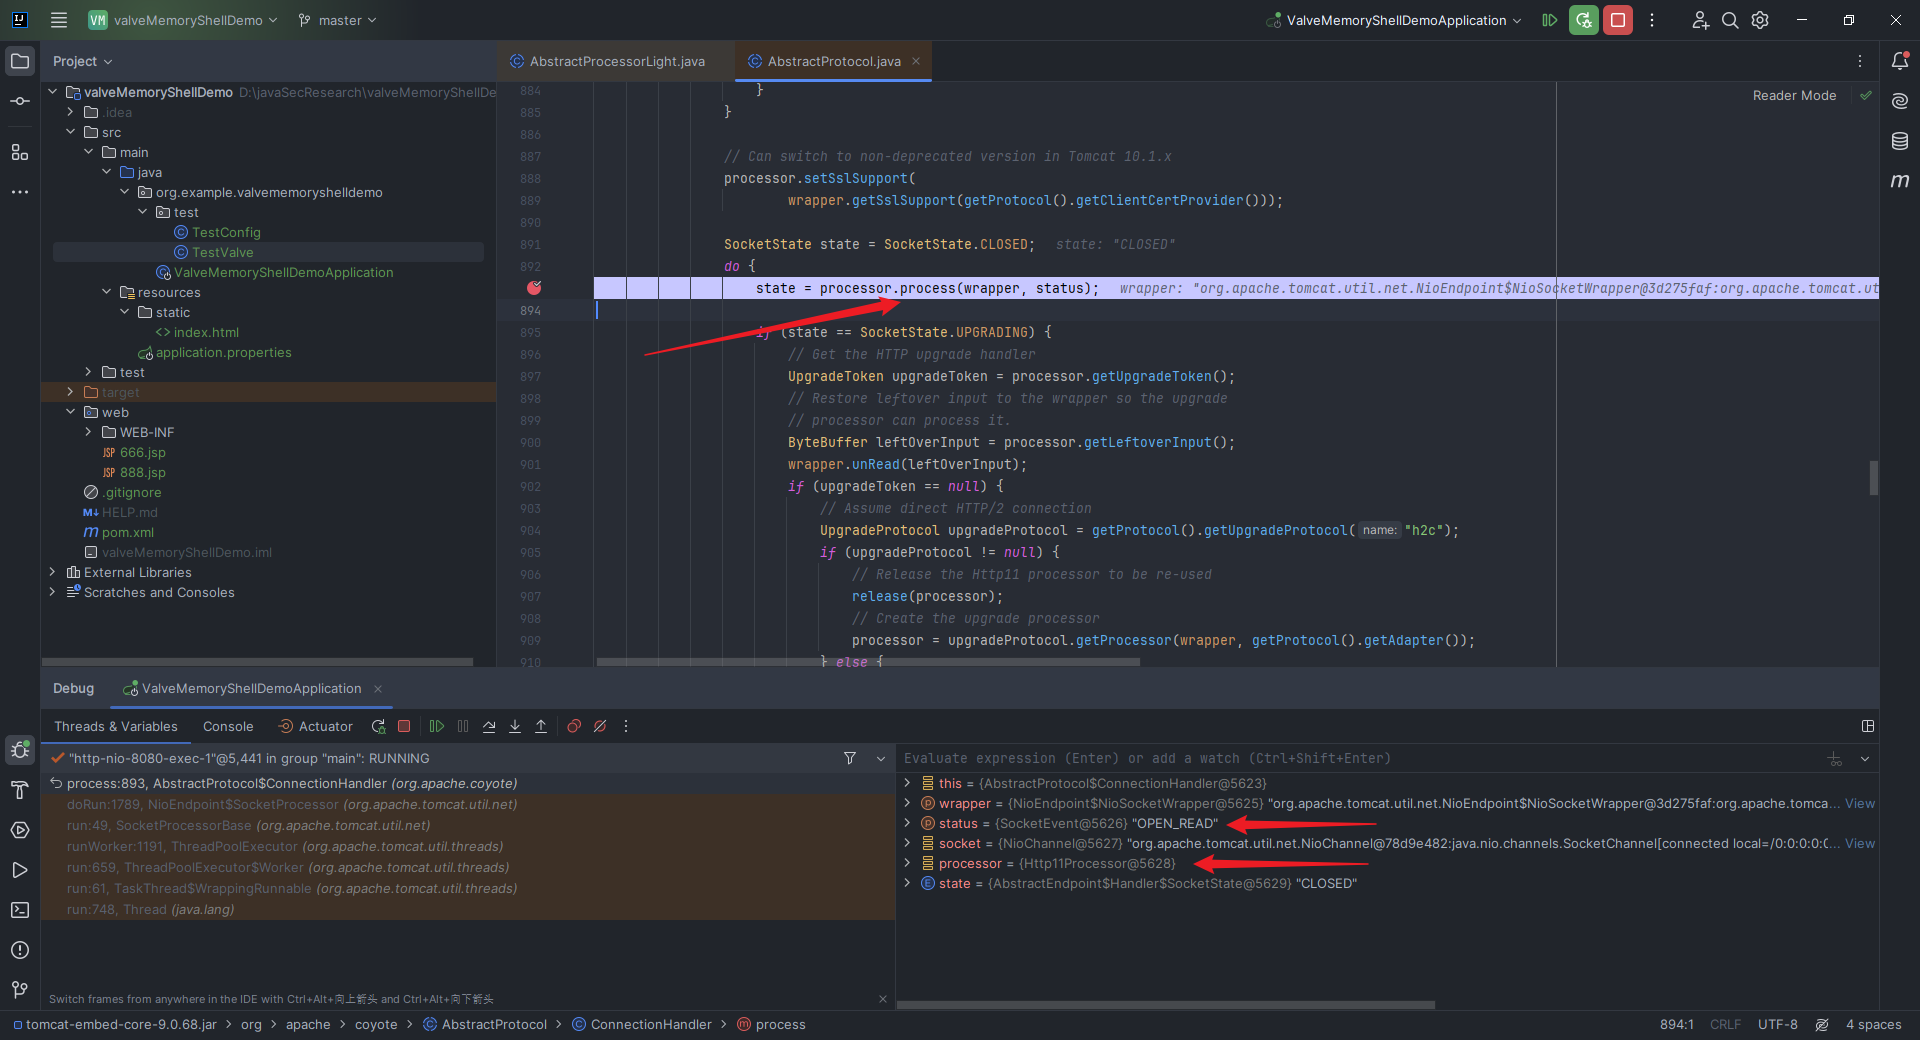 VM valveMemoryShellDemo master ValveMemoryShellDemoApplication
Project
valveMemoryShellDemo D:\javaSecResearch\valveMemoryShellDe
.idea
src
main
java
org.example.valvememoryshelldemo
test
TestConfig
TestValve
ValveMemoryShellDemoApplication
resources
static
index.html
application.properties
test
target
web
WEB-INF
JSP 666.jsp
JSP 888.jsp
.gitignore
M↓ HELP.md
m pom.xml
valveMemoryShellDemo.iml
External Libraries
Scratches and Consoles
AbstractProcessorLight.java AbstractProtocol.java
Reader Mode
884 }
885 }
886
887 // Can switch to non-deprecated version in Tomcat 10.1.x
888 processor.setSslSupport(
889 wrapper.getSslSupport(getProtocol().getClientCertProvider()));
890
891 SocketState state = SocketState.CLOSED; state: "CLOSED"
892 do {
state = processor.process(wrapper, status); wrapper: "org.apache.tomcat.util.net.NioEndpoint$NioSocketWrapper@3d275faf:org.apache.tomcat.ut
894
895 if (state == SocketState.UPGRADING) {
896 // Get the HTTP upgrade handler
897 UpgradeToken upgradeToken = processor.getUpgradeToken();
898 // Restore leftover input to the wrapper so the upgrade
899 // processor can process it.
900 ByteBuffer leftOverInput = processor.getLeftoverInput();
901 wrapper.unRead(leftOverInput);
902 if (upgradeToken == null) {
903 // Assume direct HTTP/2 connection
904 UpgradeProtocol upgradeProtocol = getProtocol().getUpgradeProtocol( name: "h2c");
905 if (upgradeProtocol != null) {
906 // Release the Http11 processor to be re-used
907 release(processor);
908 // Create the upgrade processor
909 processor = upgradeProtocol.getProcessor(wrapper, getProtocol().getAdapter());
910 } else {
Debug ValveMemoryShellDemoApplication
Threads & Variables Console Actuator
"http-nio-8080-exec-1"@5,441 in group "main": RUNNING
process:893, AbstractProtocol$ConnectionHandler (org.apache.coyote)
doRun:1789, NioEndpoint$SocketProcessor (org.apache.tomcat.util.net)
run:49, SocketProcessorBase (org.apache.tomcat.util.net)
runWorker:1191, ThreadPoolExecutor (org.apache.tomcat.util.threads)
run:659, ThreadPoolExecutor$Worker (org.apache.tomcat.util.threads)
run:61, TaskThread$WrappingRunnable (org.apache.tomcat.util.threads)
run:748, Thread (java.lang)
Switch frames from anywhere in the IDE with Ctrl+Alt+向上箭头 and Ctrl+Alt+向下箭头
Evaluate expression (Enter) or add a watch (Ctrl+Shift+Enter)
this = {AbstractProtocol$ConnectionHandler@5623}
wrapper = {NioEndpoint$NioSocketWrapper@5625} "org.apache.tomcat.util.net.NioEndpoint$NioSocketWrapper@3d275faf:org.apache.tomca... View
status = {SocketEvent@5626} "OPEN_READ"
socket = {NioChannel@5627} "org.apache.tomcat.util.net.NioChannel@78d9e482:java.nio.channels.SocketChannel[connected local=/0:0:0:0:0... View
processor = {Http11Processor@5628}
state = {AbstractEndpoint$Handler$SocketState@5629} "CLOSED"
tomcat-embed-core-9.0.68.jar > org > apache > coyote > AbstractProtocol > ConnectionHandler > process 894:1 CRLF UTF-8 4 spaces